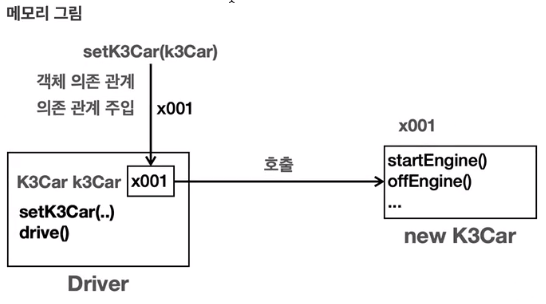 메모리 그림
setK3Car(k3Car)
객체 의존 관계
의존 관계 주입
x001
x001
K3Car k3Car
x001
호출
startEngine()
offEngine()
...
setK3Car(..)
drive()
new K3Car
Driver